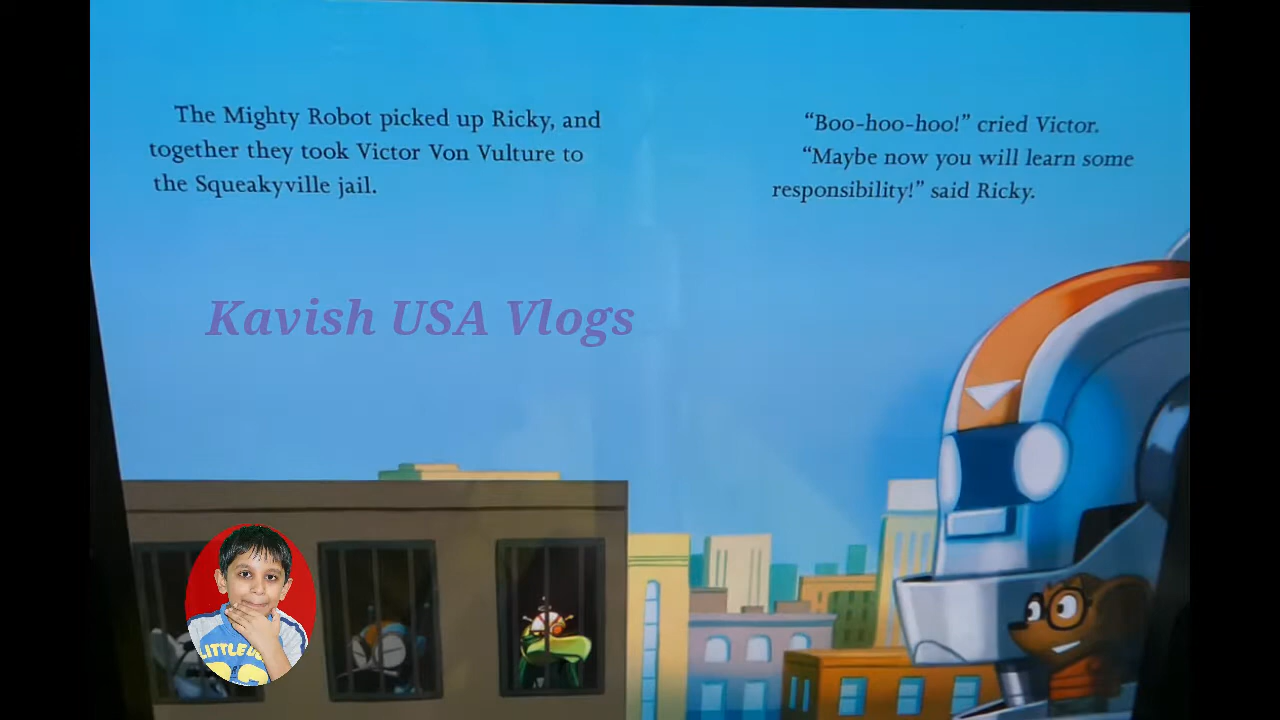 The Mighty Robot picked up Ricky, and
together they took Victor Von Vulture to
the Squeakyville jail.
“Boo-hoo-hoo!” cried Victor.
“Maybe now you will learn some
responsibility!” said Ricky.
Kavish USA Vlogs
LITTLE